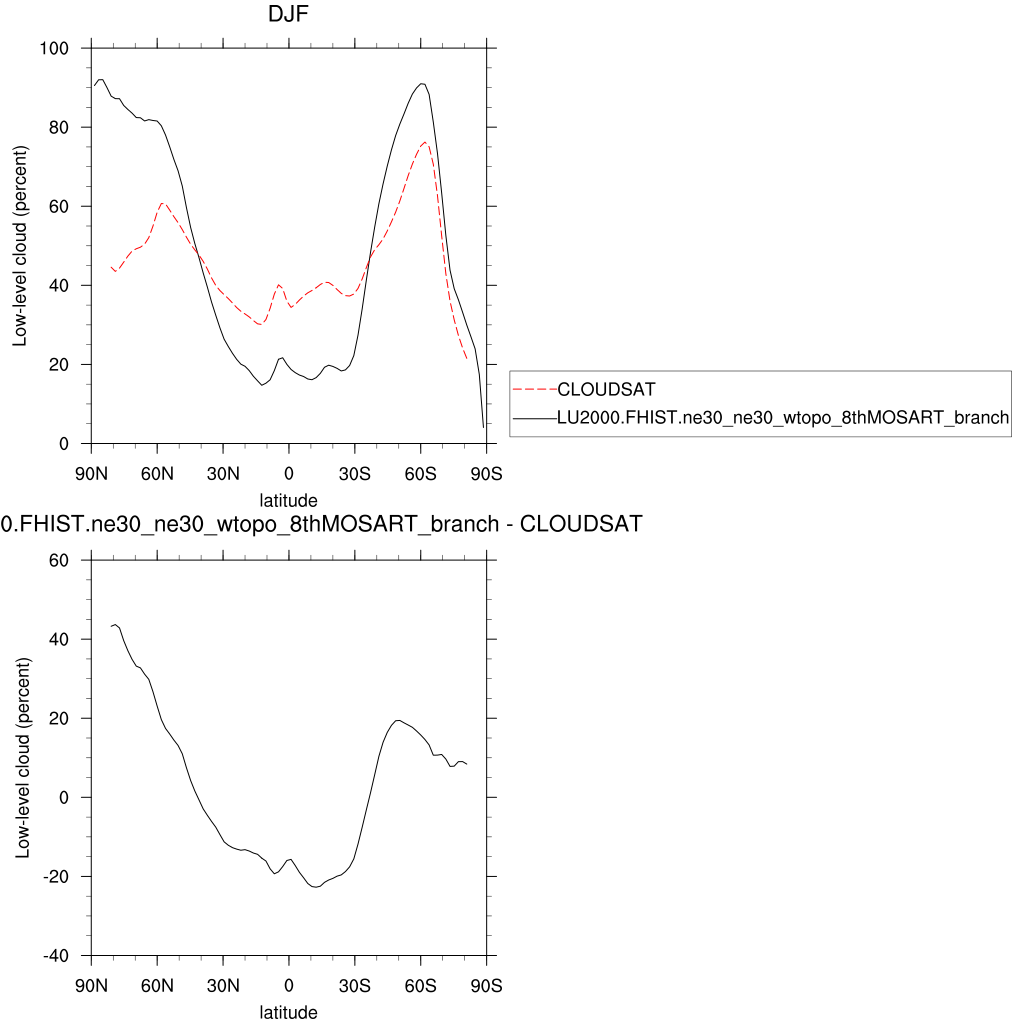 DJF
100
80
60
40
20
0
Low-level cloud (percent)
90N 60N 30N 0 30S 60S 90S
latitude
CLOUDSAT
LU2000.FHIST.ne30_ne30_wtopo_8thMOSART_branch
0.FHIST.ne30_ne30_wtopo_8thMOSART_branch - CLOUDSAT
60
40
20
0
-20
-40
Low-level cloud (percent)
90N 60N 30N 0 30S 60S 90S
latitude